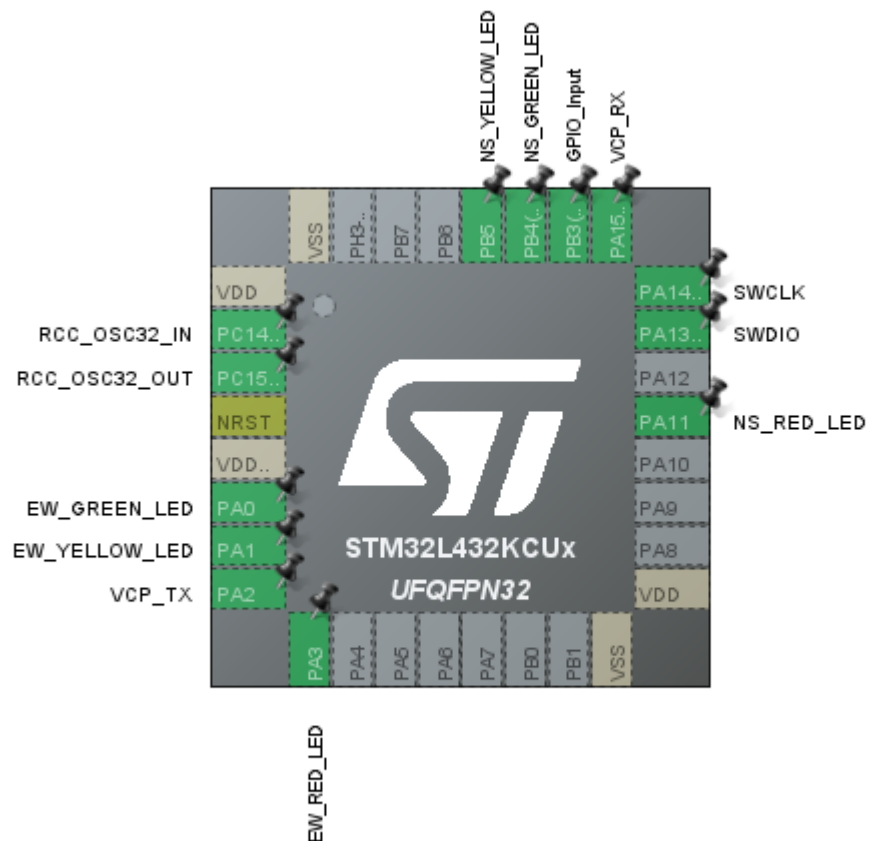 NS_YELLOW_LED
NS_GREEN_LED
GPIO_Input
VCP_RX
VSS
PH3-..
PB7
PB6
PB5
PB4(..
PB3(..
PA15..
VDD
PA14.. SWCLK
RCC_OSC32_IN PC14..
PA13.. SWDIO
RCC_OSC32_OUT PC15..
PA12
NRST
PA11 NS_RED_LED
VDD..
PA10
EW_GREEN_LED PA0
PA9
EW_YELLOW_LED PA1
PA8
VCP_TX PA2
VDD
ST
STM32L432KCUx
UFQFPN32
PA3
PA4
PA5
PA6
PA7
PB0
PB1
VSS
EW_RED_LED